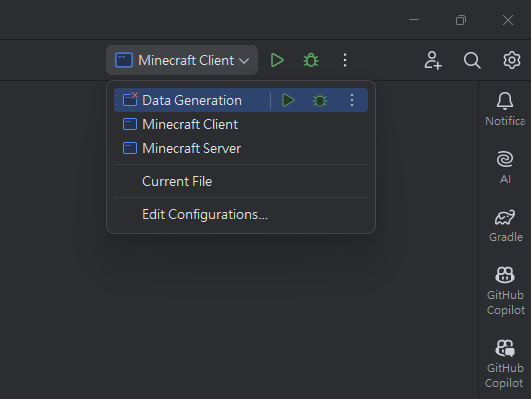 Minecraft Client
Data Generation
Minecraft Client
Minecraft Server
Current File
Edit Configurations...
Notifica
AI
Gradle
GitHub
Copilot
GitHub
Copilot